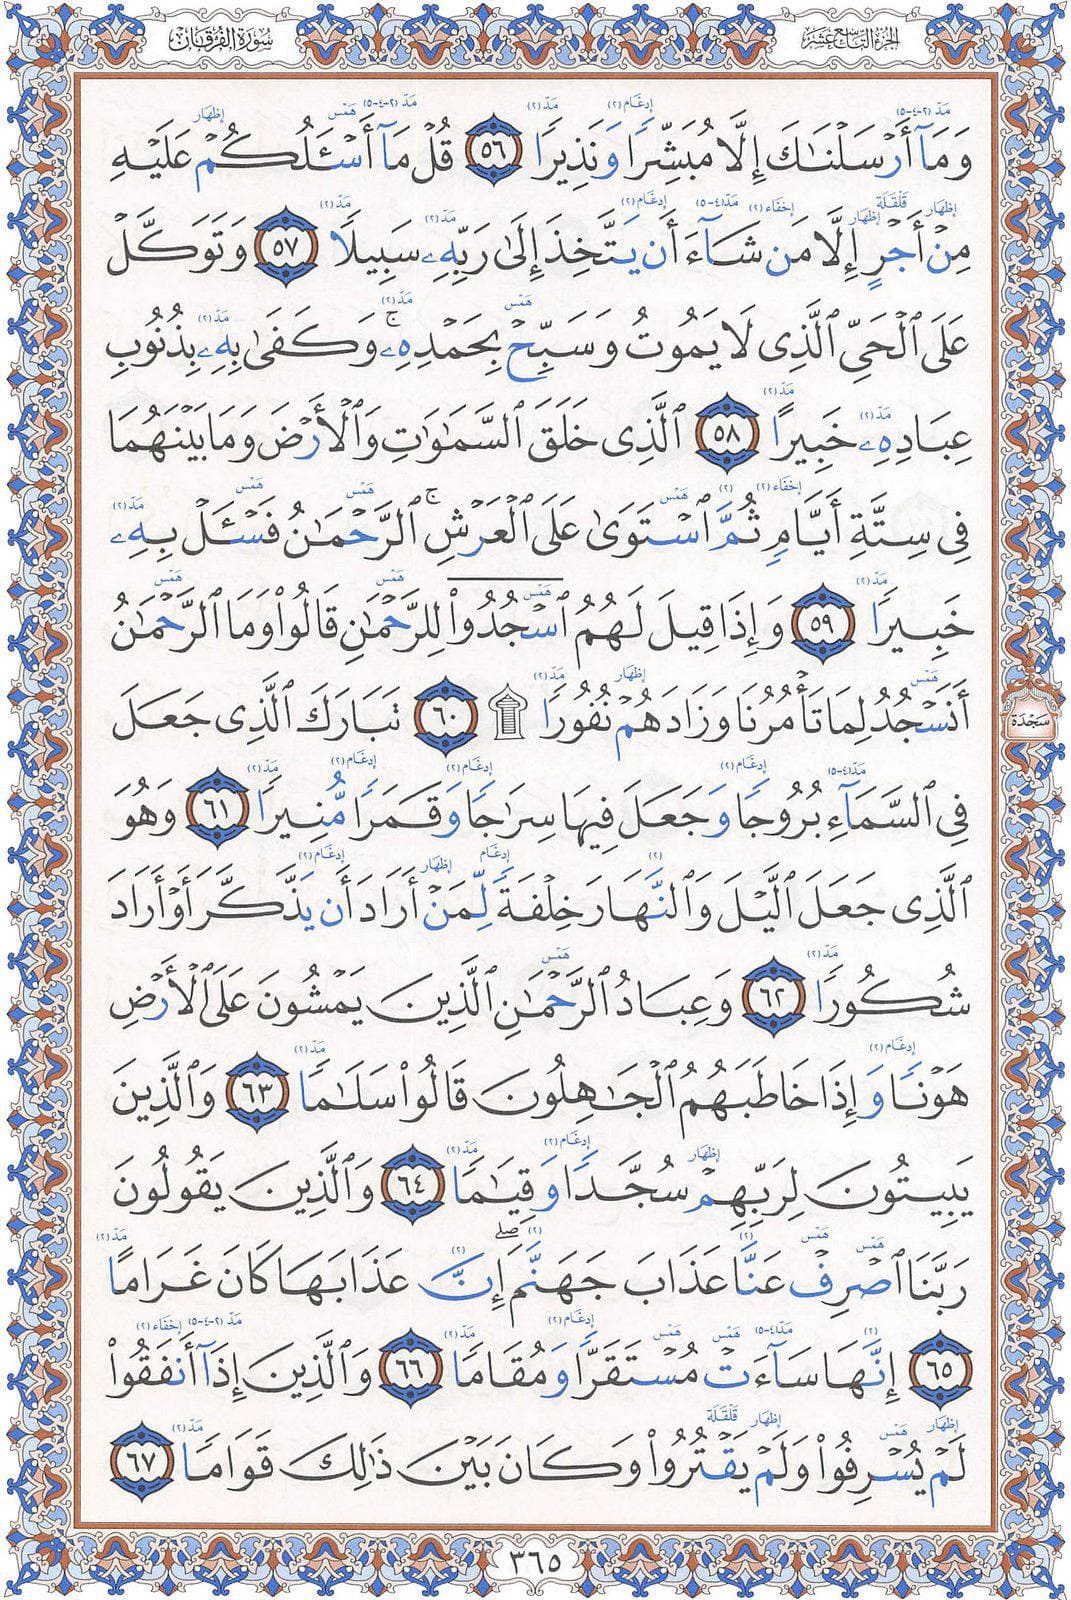 سورة الفرقان
الجزء التاسع عشر
وَمَآ أَرْسَلْنَٰكَ إِلَّا مُبَشِّرًا وَنَذِيرًا ٥٦ قُلْ مَآ أَسْـَٔلُكُمْ عَلَيْهِ
مِنْ أَجْرٍ إِلَّا مَن شَآءَ أَن يَتَّخِذَ إِلَىٰ رَبِّهِۦ سَبِيلًا ٥٧ وَتَوَكَّلْ
عَلَى ٱلْحَىِّ ٱلَّذِى لَا يَمُوتُ وَسَبِّحْ بِحَمْدِهِۦ ۚ وَكَفَىٰ بِهِۦ بِذُنُوبِ
عِبَادِهِۦ خَبِيرًا ٥٨ ٱلَّذِى خَلَقَ ٱلسَّمَٰوَٰتِ وَٱلْأَرْضَ وَمَا بَيْنَهُمَا
فِى سِتَّةِ أَيَّامٍ ثُمَّ ٱسْتَوَىٰ عَلَى ٱلْعَرْشِ ۚ ٱلرَّحْمَٰنُ فَسْـَٔلْ بِهِۦ
خَبِيرًا ٥٩ وَإِذَا قِيلَ لَهُمُ ٱسْجُدُوا۟ لِلرَّحْمَٰنِ قَالُوا۟ وَمَا ٱلرَّحْمَٰنُ
أَنَسْجُدُ لِمَا تَأْمُرُنَا وَزَادَهُمْ نُفُورًا ۩ ٦٠ تَبَارَكَ ٱلَّذِى جَعَلَ
سَجْدَة
فِى ٱلسَّمَآءِ بُرُوجًا وَجَعَلَ فِيهَا سِرَٰجًا وَقَمَرًا مُّنِيرًا ٦١ وَهُوَ
ٱلَّذِى جَعَلَ ٱلَّيْلَ وَٱلنَّهَارَ خِلْفَةً لِّمَنْ أَرَادَ أَن يَذَّكَّرَ أَوْ أَرَادَ
شُكُورًا ٦٢ وَعِبَادُ ٱلرَّحْمَٰنِ ٱلَّذِينَ يَمْشُونَ عَلَى ٱلْأَرْضِ
هَوْنًا وَإِذَا خَاطَبَهُمُ ٱلْجَٰهِلُونَ قَالُوا۟ سَلَٰمًا ٦٣ وَٱلَّذِينَ
يَبِيتُونَ لِرَبِّهِمْ سُجَّدًا وَقِيَٰمًا ٦٤ وَٱلَّذِينَ يَقُولُونَ
رَبَّنَا ٱصْرِفْ عَنَّا عَذَابَ جَهَنَّمَ ۖ إِنَّ عَذَابَهَا كَانَ غَرَامًا
٦٥ إِنَّهَا سَآءَتْ مُسْتَقَرًّا وَمُقَامًا ٦٦ وَٱلَّذِينَ إِذَآ أَنفَقُوا۟
لَمْ يُسْرِفُوا۟ وَلَمْ يَقْتُرُوا۟ وَكَانَ بَيْنَ ذَٰلِكَ قَوَامًا ٦٧
٣٦٥